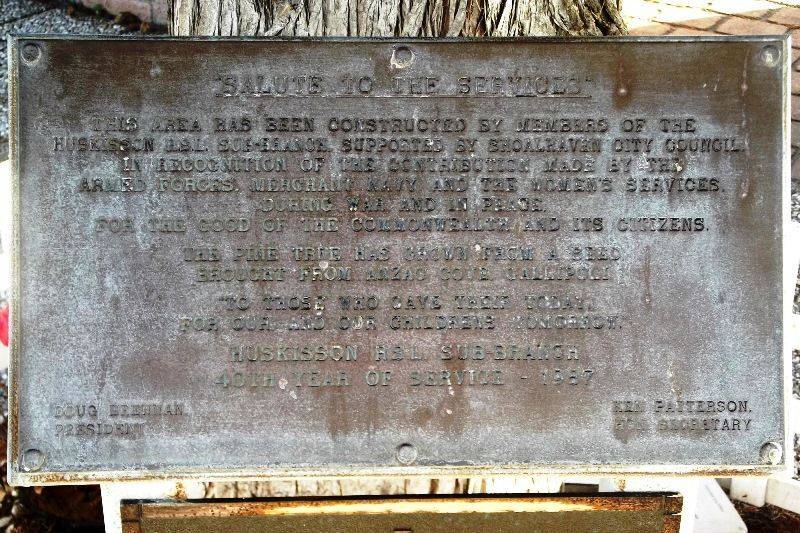 "SALUTE TO THE SERVICES"
THIS AREA HAS BEEN CONSTRUCTED BY MEMBERS OF THE
HUSKISSON R.S.L. SUB-BRANCH, SUPPORTED BY SHOALHAVEN CITY COUNCIL
IN RECOGNITION OF THE CONTRIBUTION MADE BY THE
ARMED FORCES, MERCHANT NAVY AND THE WOMEN'S SERVICES,
DURING WAR AND IN PEACE,
FOR THE GOOD OF THE COMMONWEALTH AND ITS CITIZENS.
THE PINE TREE HAS GROWN FROM A SEED
BROUGHT FROM ANZAC COVE GALLIPOLI
"TO THOSE WHO GAVE THEIR TODAY,
FOR OUR AND OUR CHILDRENS TOMORROW.
HUSKISSON R.S.L. SUB-BRANCH
40TH YEAR OF SERVICE - 1987
DOUG BRENNAN.
PRESIDENT
KEN PATTERSON.
HON SECRETARY